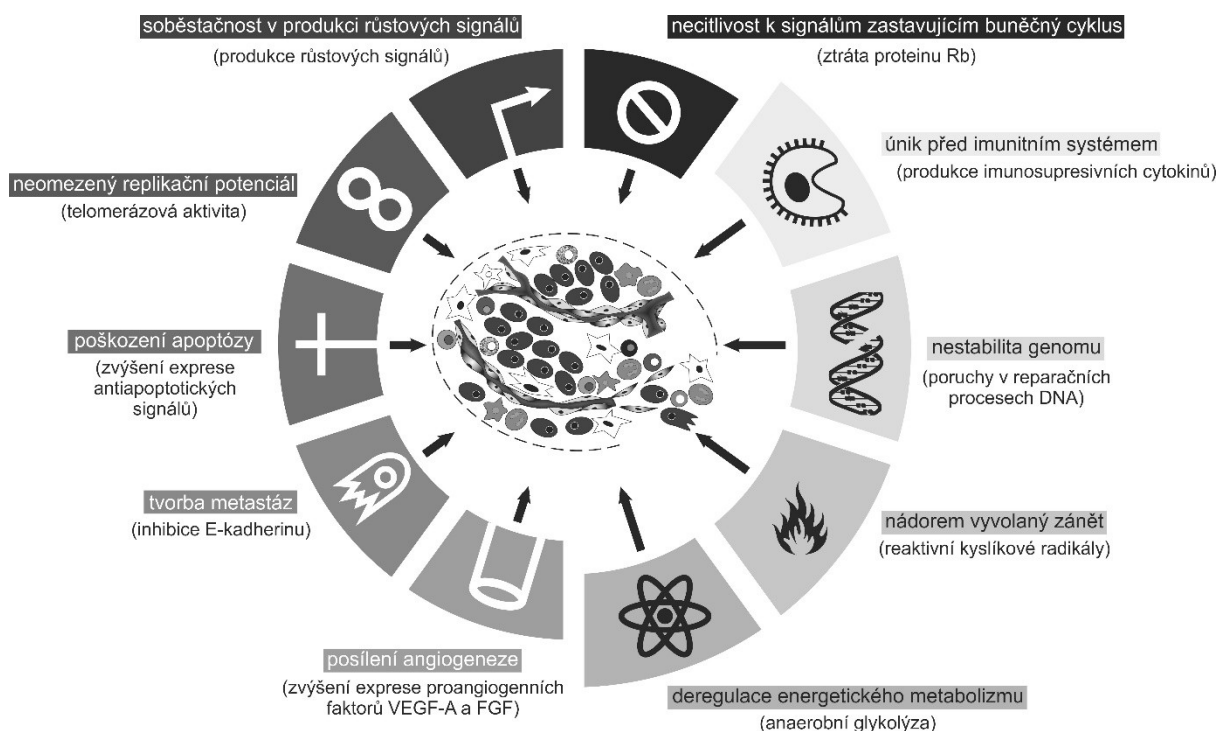 soběstačnost v produkci růstových signálů
(produkce růstových signálů)
necitlivost k signálům zastavujícím buněčný cyklus
(ztráta proteinu Rb)
únik před imunitním systémem
(produkce imunosupresivních cytokinů)
neomezený replikační potenciál
(telomerázová aktivita)
nestabilita genomu
(poruchy v reparačních
procesech DNA)
poškození apoptózy
(zvýšení exprese
antiapoptotických
signálů)
nádorem vyvolaný zánět
(reaktivní kyslíkové radikály)
tvorba metastáz
(inhibice E-kadherinu)
posílení angiogeneze
(zvýšení exprese proangiogenních
faktorů VEGF-A a FGF)
deregulace energetického metabolizmu
(anaerobní glykolýza)